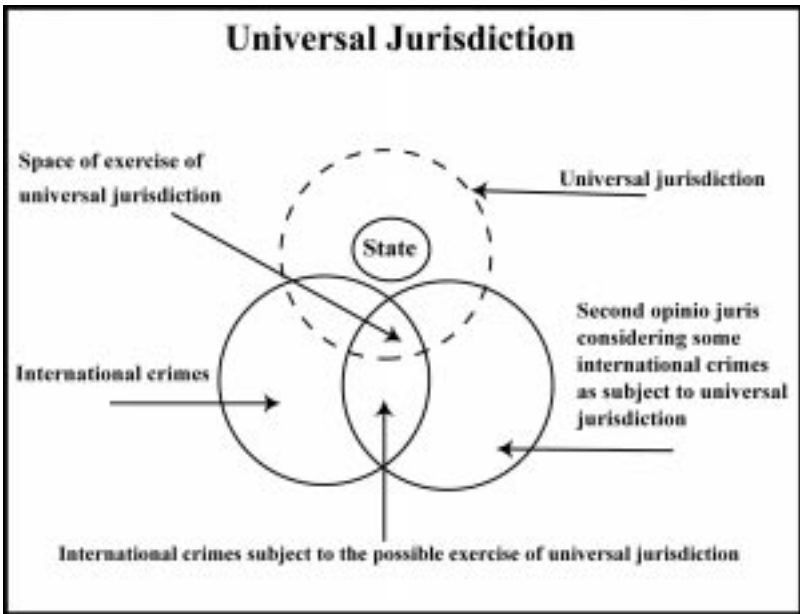 Universal Jurisdiction
Space of exercise of
universal jurisdiction
Universal jurisdiction
State
Second opinio juris
considering some
international crimes
as subject to universal
jurisdiction
International crimes
International crimes subject to the possible exercise of universal jurisdiction